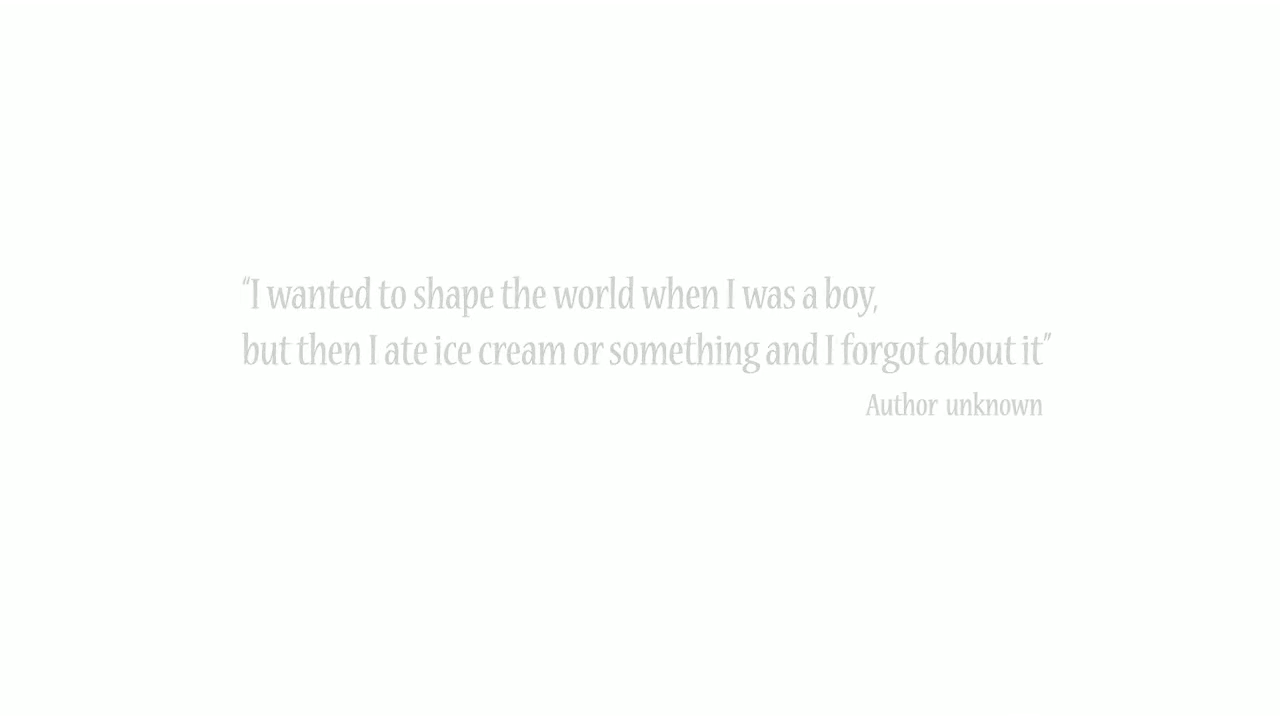 “I wanted to shape the world when I was a boy,
but then I ate ice cream or something and I forgot about it”
Author unknown